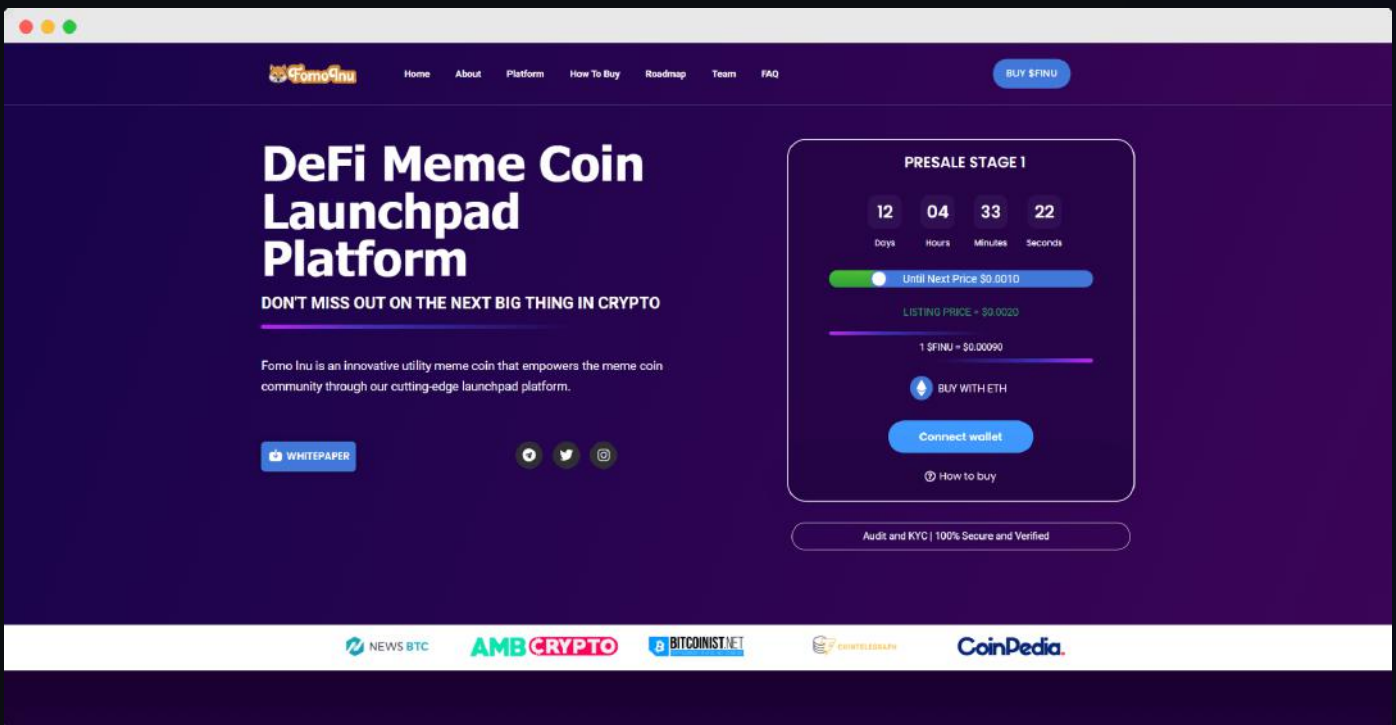 FomoInu
Home About Platform How To Buy Roadmap Team FAQ
BUY $FINU
DeFi Meme Coin
Launchpad
Platform
DON'T MISS OUT ON THE NEXT BIG THING IN CRYPTO
Fomo Inu is an innovative utility meme coin that empowers the meme coin
community through our cutting-edge launchpad platform.
WHITEPAPER
PRESALE STAGE 1
12 04 33 22
Days Hours Minutes Seconds
Until Next Price $0.0010
LISTING PRICE = $0.0020
1 $FINU = $0.00090
BUY WITH ETH
Connect wallet
How to buy
Audit and KYC | 100% Secure and Verified
NEWS BTC AMB CRYPTO BITCOINIST.NET COINTELEGRAPH CoinPedia.